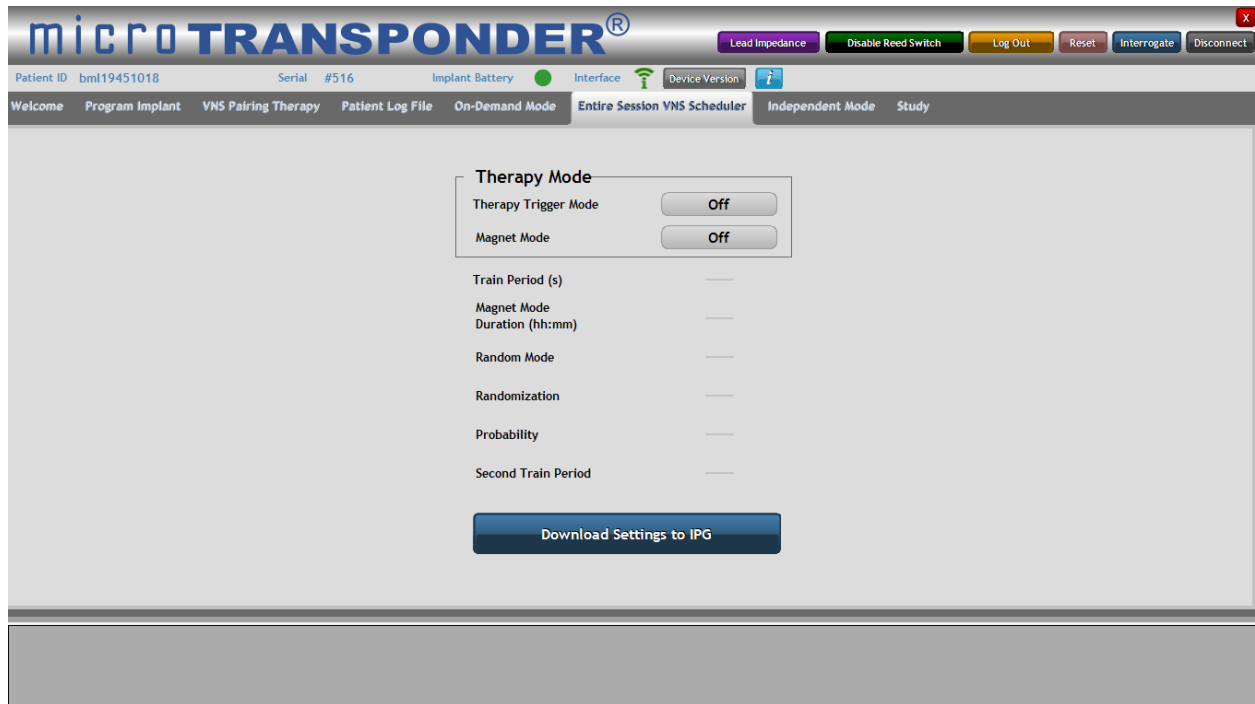 microTRANSPONDER®
X
Lead Impedance Disable Reed Switch Log Out Reset Interrogate Disconnect
Patient ID bml19451018 Serial #516 Implant Battery Interface Device Version i
Welcome Program Implant VNS Pairing Therapy Patient Log File On-Demand Mode Entire Session VNS Scheduler Independent Mode Study
Therapy Mode
Therapy Trigger Mode Off
Magnet Mode Off
Train Period (s)
Magnet Mode
Duration (hh:mm)
Random Mode
Randomization
Probability
Second Train Period
Download Settings to IPG